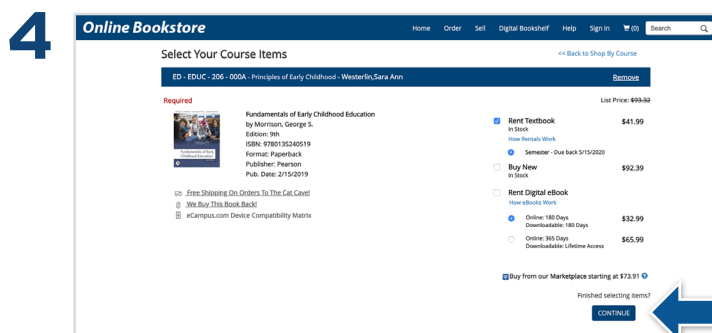 4
Online Bookstore
Home Order Sell Digital Bookshelf Help Sign In (0) Search
Select Your Course Items
<< Back to Shop By Course
ED - EDUC - 206 - 000A - Principles of Early Childhood - Westerlin,Sara Ann
Remove
Required
List Price: $93.32
Fundamentals of Early Childhood Education
by Morrison, George S.
Edition: 9th
ISBN: 9780135240519
Format: Paperback
Publisher: Pearson
Pub. Date: 2/15/2019
Fundamentals of Early
Childhood Education
Free Shipping On Orders To The Cat Cave!
We Buy This Book Back!
eCampus.com Device Compatibility Matrix
Rent Textbook $41.99
In Stock
How Rentals Work
Semester - Due back 5/15/2020
Buy New $92.39
In Stock
Rent Digital eBook
How eBooks Work
Online: 180 Days $32.99
Downloadable: 180 Days
Online: 365 Days $65.99
Downloadable: Lifetime Access
Buy from our Marketplace starting at $73.91
Finished selecting items?
CONTINUE